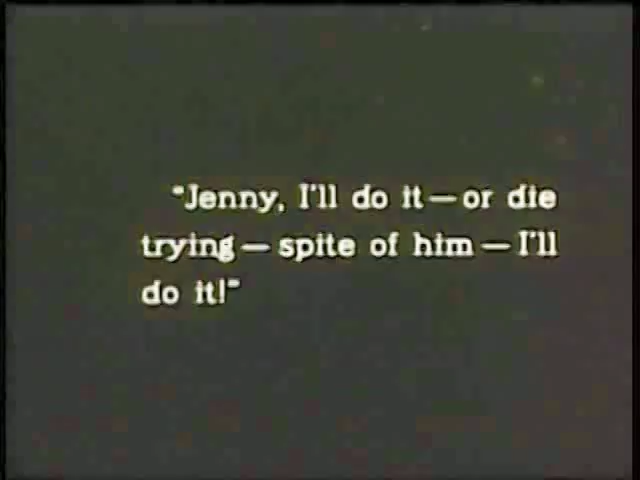 "Jenny, I'll do it—or die
trying—spite of him—I'll
do it!"